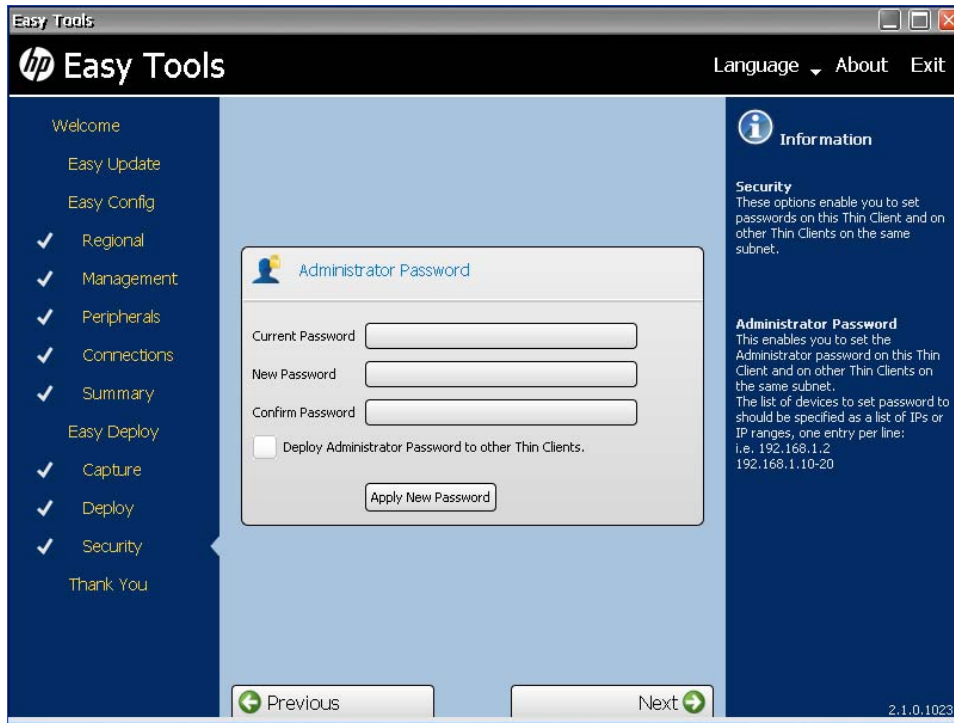 Easy Tools
hp Easy Tools
Language About Exit
Welcome
Easy Update
Easy Config
Regional
Management
Peripherals
Connections
Summary
Easy Deploy
Capture
Deploy
Security
Thank You
Administrator Password
Current Password
New Password
Confirm Password
Deploy Administrator Password to other Thin Clients.
Apply New Password
Previous
Next
Information
Security
These options enable you to set
passwords on this Thin Client and on
other Thin Clients on the same
subnet.
Administrator Password
This enables you to set the
Administrator password on this Thin
Client and on other Thin Clients on
the same subnet.
The list of devices to set password to
should be specified as a list of IPs or
IP ranges, one entry per line:
i.e. 192.168.1.2
192.168.1.10-20
2.1.0.1023